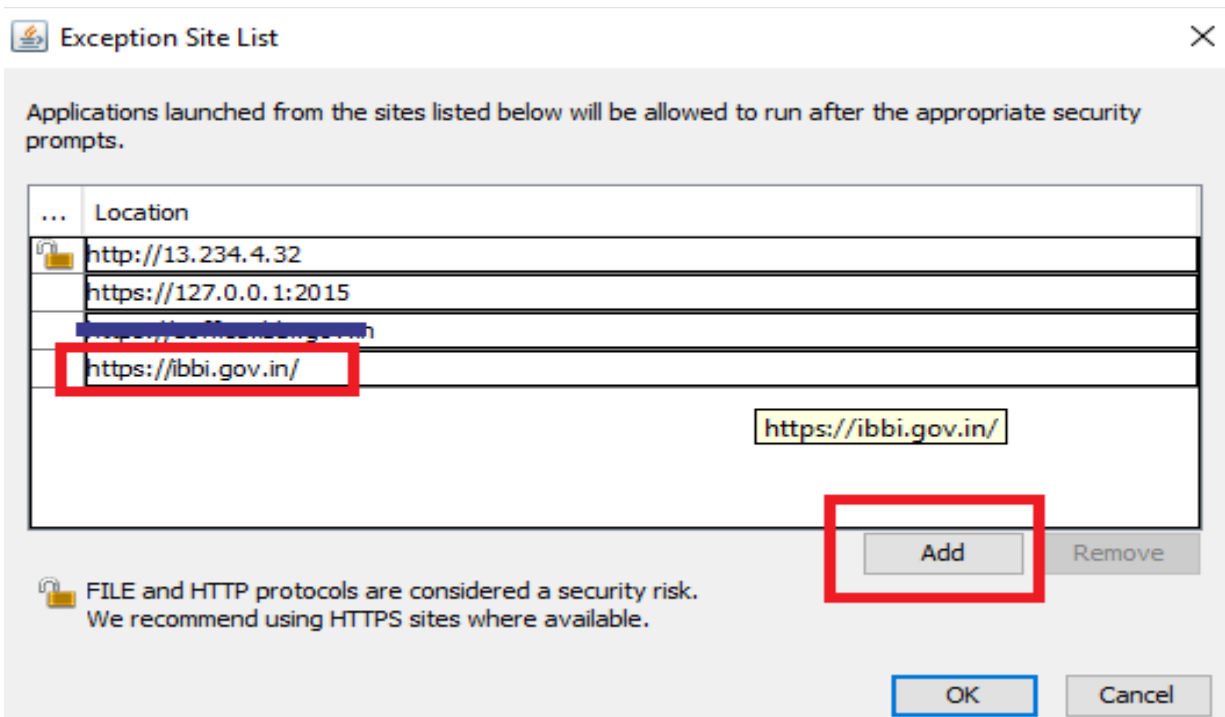 Exception Site List
Applications launched from the sites listed below will be allowed to run after the appropriate security
prompts.
... Location
http://13.234.4.32
https://127.0.0.1:2015
https://ibbi.gov.in/
https://ibbi.gov.in/
Add Remove
FILE and HTTP protocols are considered a security risk.
We recommend using HTTPS sites where available.
OK Cancel